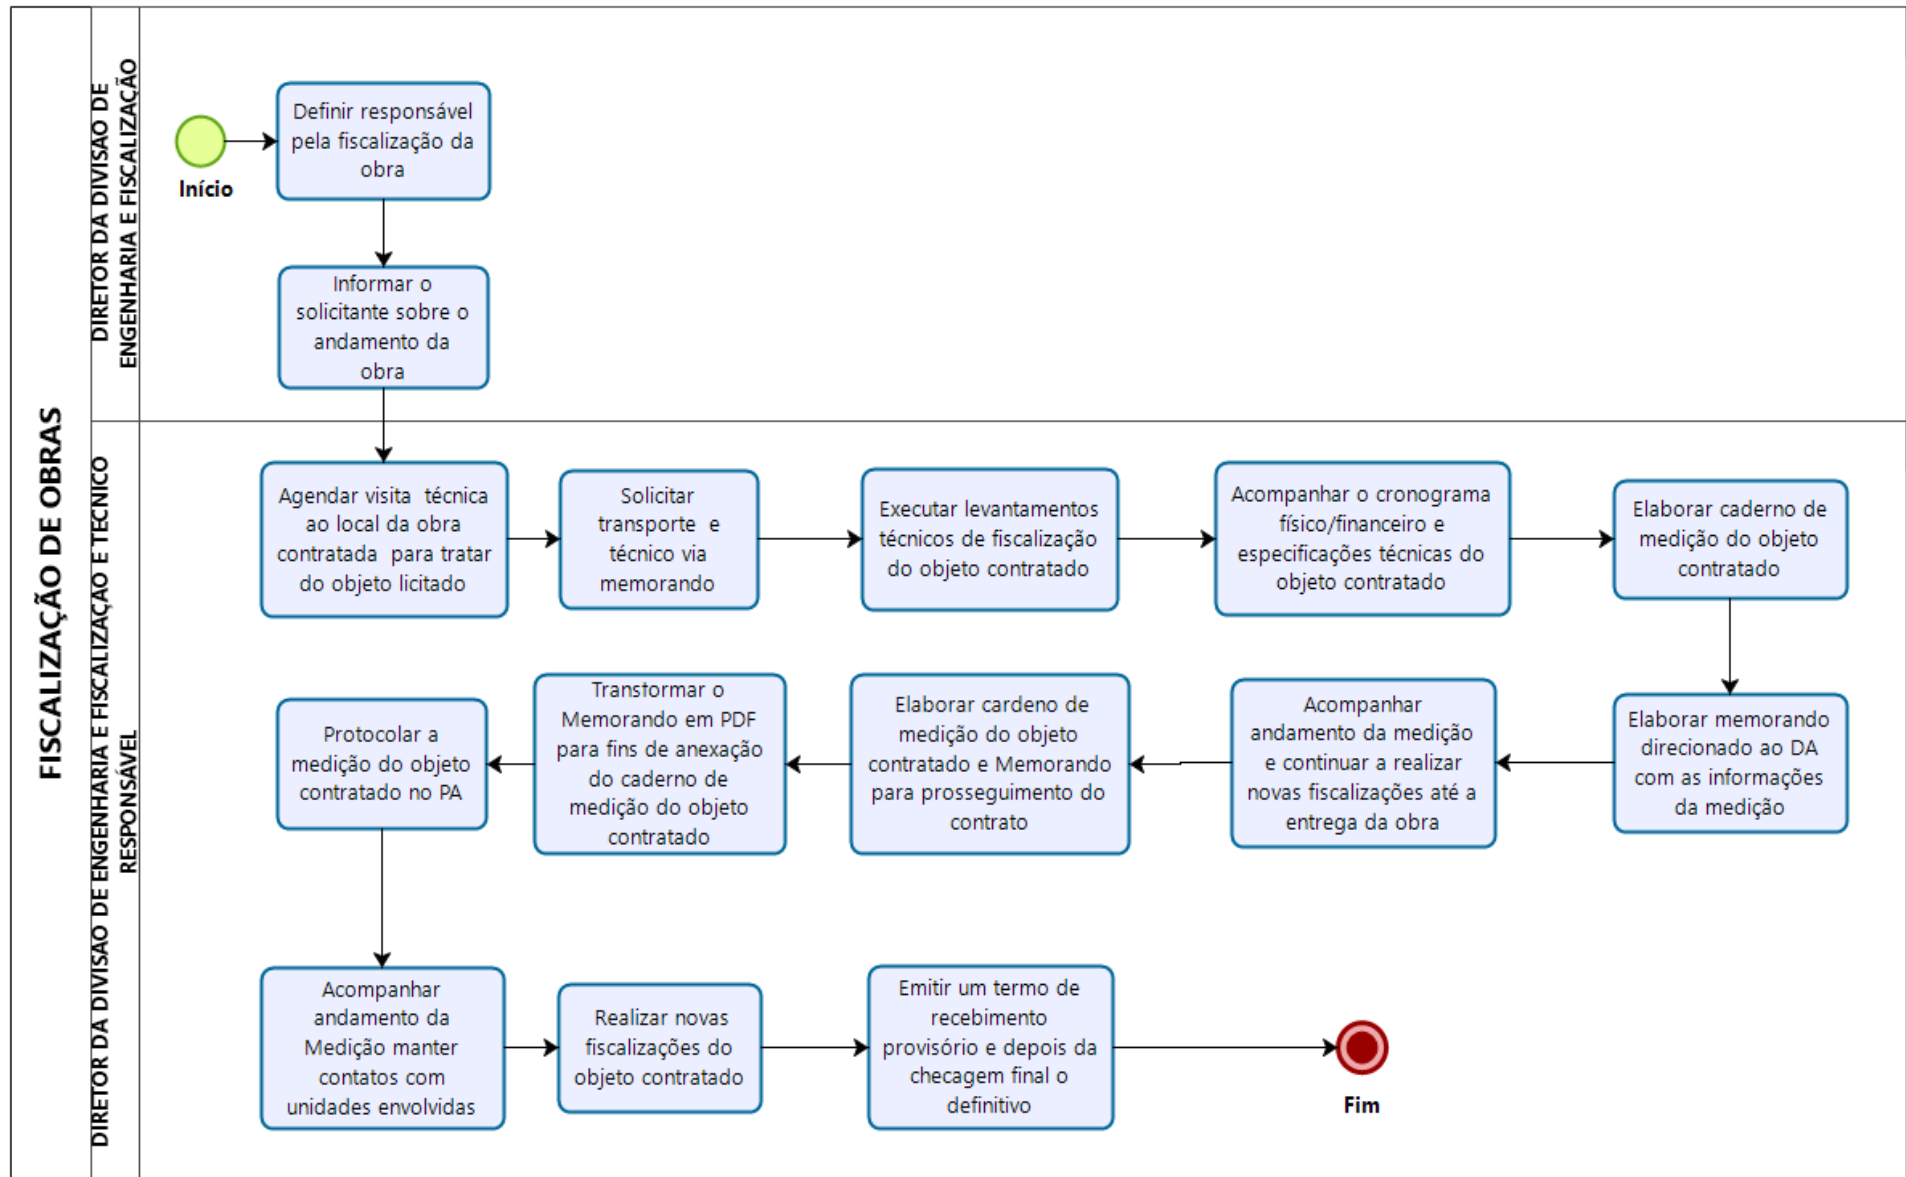 FISCALIZAÇÃO DE OBRAS
DIRETOR DA DIVISAO DE
ENGENHARIA E FISCALIZAÇÃO
Início
Definir responsável
pela fiscalização da
obra
Informar o
solicitante sobre o
andamento da
obra
DIRETOR DA DIVISAO DE ENGENHARIA E FISCALIZAÇAO E TECNICO
RESPONSÁVEL
Agendar visita técnica
ao local da obra
contratada para tratar
do objeto licitado
Solicitar
transporte e
técnico via
memorando
Executar levantamentos
técnicos de fiscalização
do objeto contratado
Acompanhar o cronograma
físico/financeiro e
especificações técnicas do
objeto contratado
Elaborar caderno de
medição do objeto
contratado
Elaborar memorando
direcionado ao DA
com as informações
da medição
Acompanhar
andamento da medição
e continuar a realizar
novas fiscalizações até a
entrega da obra
Elaborar cardeno de
medição do objeto
contratado e Memorando
para prosseguimento do
contrato
Transformar o
Memorando em PDF
para fins de anexação
do caderno de
medição do objeto
contratado
Protocolar a
medição do objeto
contratado no PA
Acompanhar
andamento da
Medição manter
contatos com
unidades envolvidas
Realizar novas
fiscalizações do
objeto contratado
Emitir um termo de
recebimento
provisório e depois da
checagem final o
definitivo
Fim